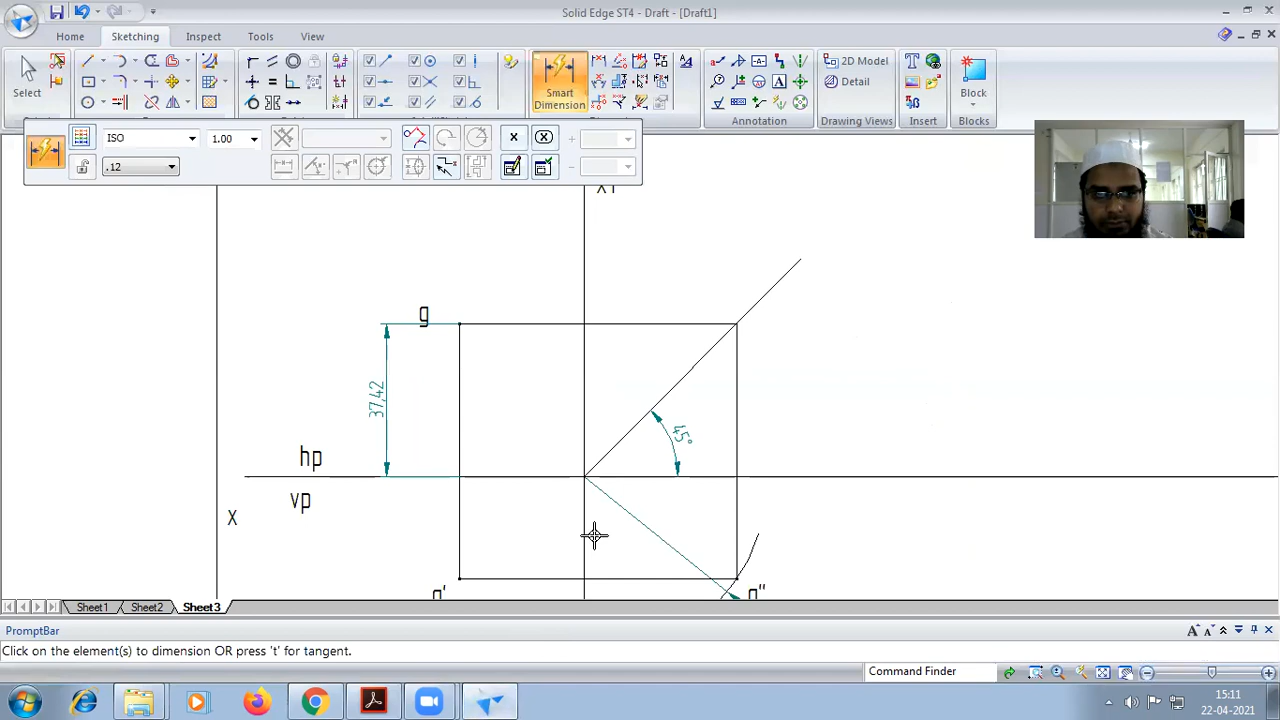 Solid Edge ST4 - Draft - [Draft1]
Home
Sketching
Inspect
Tools
View
Select
Smart Dimension
2D Model
Detail
Block
Annotation
Drawing Views
Insert
Blocks
ISO
1.00
.12
g
37,42
45°
hp
vp
X
g"
Sheet1
Sheet2
Sheet3
PromptBar
Click on the element(s) to dimension OR press 't' for tangent.
Command Finder
15:11
22-04-2021